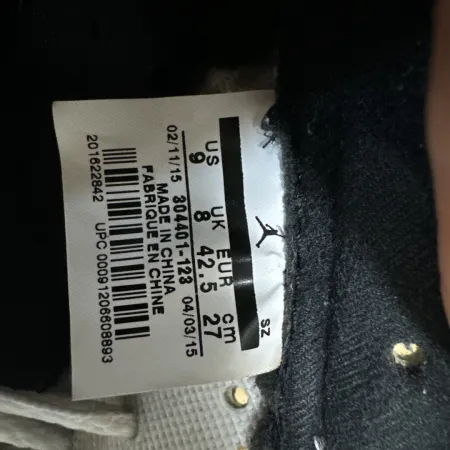 SZ
US UK EUR cm
9 8 42.5 27
02/11/15 304401-123 04/03/15
MADE IN CHINA
FABRIQUE EN CHINE
201622842 UPC 00091206608893